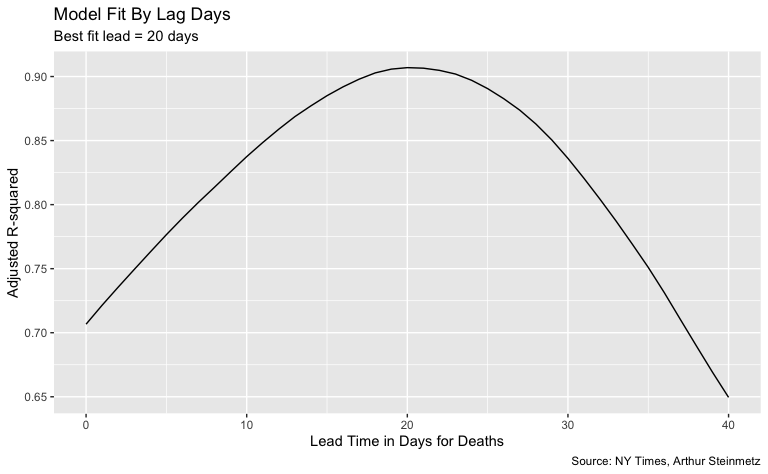 Model Fit By Lag Days
Best fit lead = 20 days
Adjusted R-squared
0.90
0.85
0.80
0.75
0.70
0.65
0 10 20 30 40
Lead Time in Days for Deaths
Source: NY Times, Arthur Steinmetz